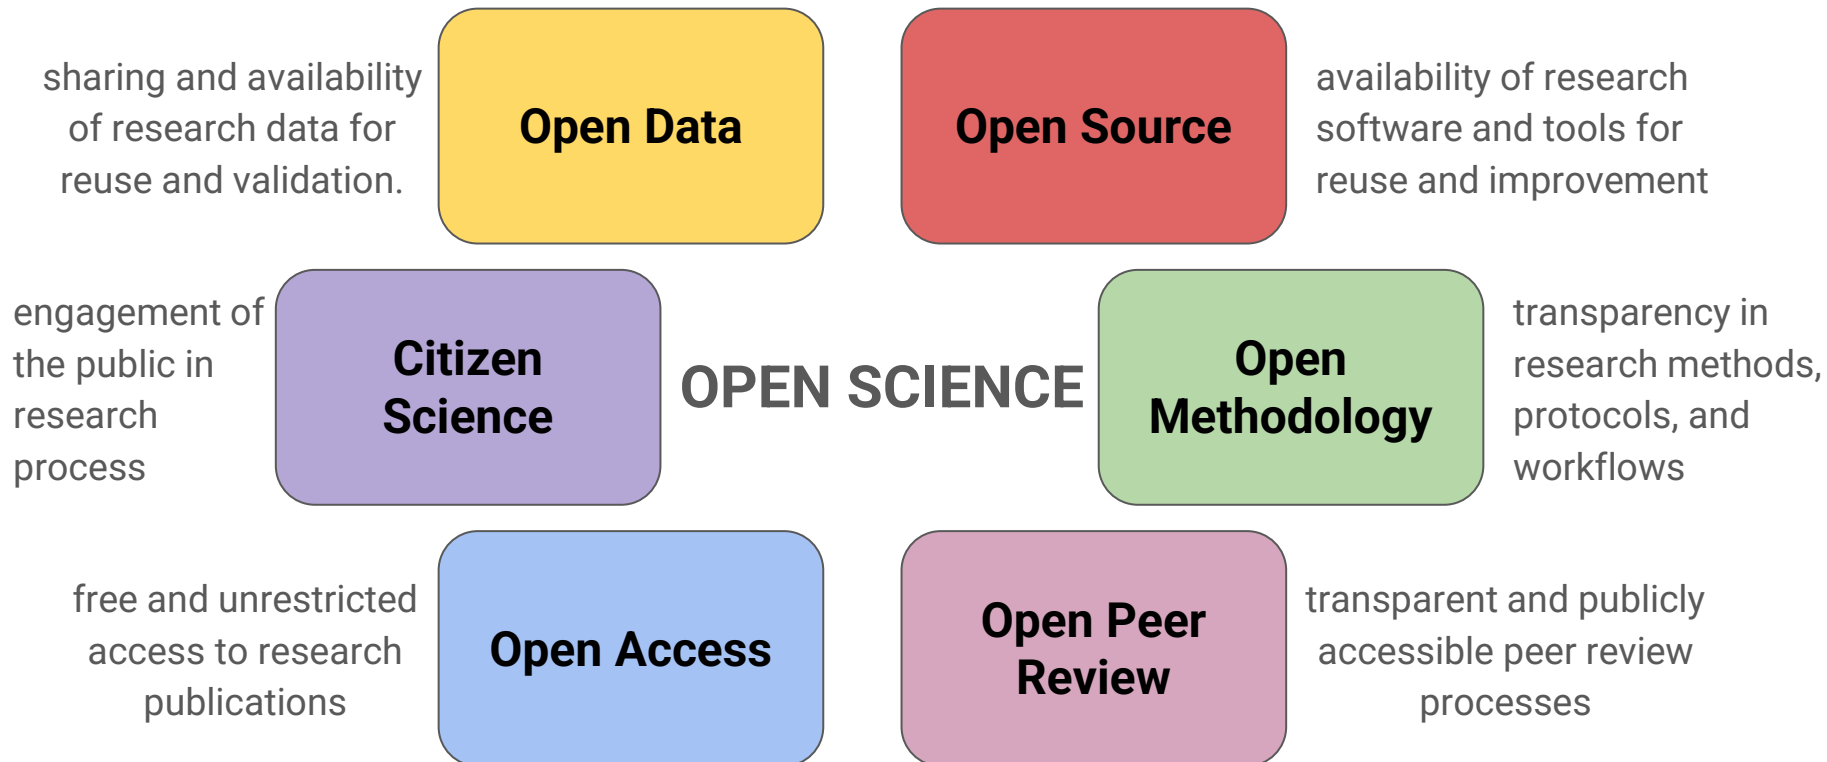 sharing and availability
of research data for
reuse and validation.
Open Data
Open Source
availability of research
software and tools for
reuse and improvement
engagement of
the public in
research
process
Citizen
Science
OPEN SCIENCE
Open
Methodology
transparency in
research methods,
protocols, and
workflows
free and unrestricted
access to research
publications
Open Access
Open Peer
Review
transparent and publicly
accessible peer review
processes